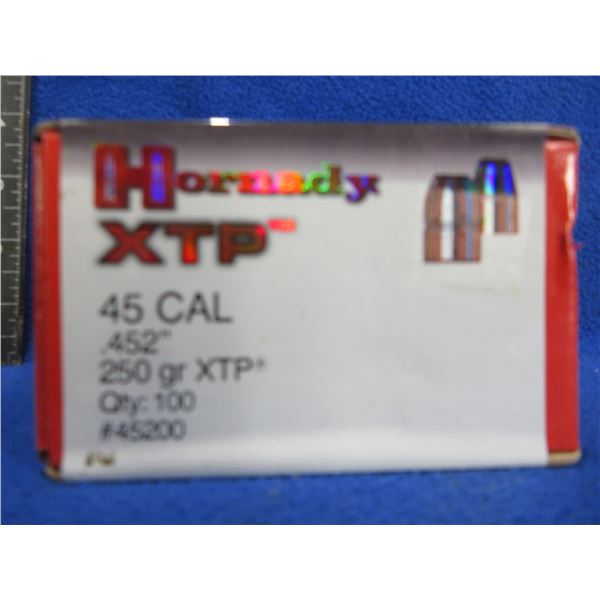 Hornady
XTP™
45 CAL
.452"
250 gr XTP®
Qty: 100
#45200